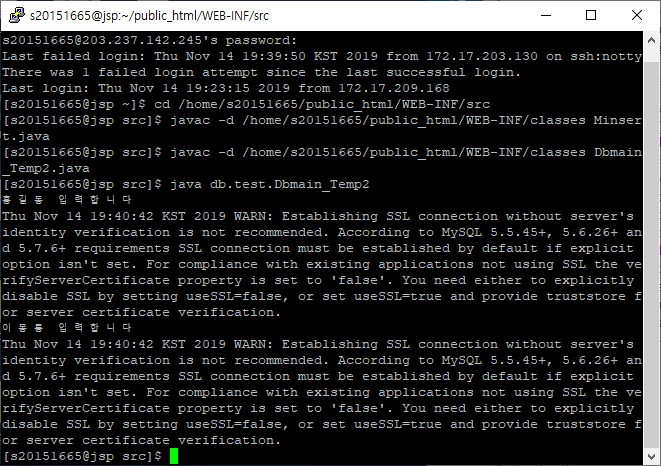 s20151665@jsp:~/public_html/WEB-INF/src
s20151665@203.237.142.245's password:
Last failed login: Thu Nov 14 19:39:50 KST 2019 from 172.17.203.130 on ssh:notty
There was 1 failed login attempt since the last successful login.
Last login: Thu Nov 14 19:23:15 2019 from 172.17.209.168
[s20151665@jsp ~]$ cd /home/s20151665/public_html/WEB-INF/src
[s20151665@jsp src]$ javac -d /home/s20151665/public_html/WEB-INF/classes Minser
t.java
[s20151665@jsp src]$ javac -d /home/s20151665/public_html/WEB-INF/classes Dbmain
_Temp2.java
[s20151665@jsp src]$ java db.test.Dbmain_Temp2
홍길동 입력합니다
Thu Nov 14 19:40:42 KST 2019 WARN: Establishing SSL connection without server's
identity verification is not recommended. According to MySQL 5.5.45+, 5.6.26+ an
d 5.7.6+ requirements SSL connection must be established by default if explicit
option isn't set. For compliance with existing applications not using SSL the ve
rifyServerCertificate property is set to 'false'. You need either to explicitly
disable SSL by setting useSSL=false, or set useSSL=true and provide truststore f
or server certificate verification.
이몽룡 입력합니다
Thu Nov 14 19:40:42 KST 2019 WARN: Establishing SSL connection without server's
identity verification is not recommended. According to MySQL 5.5.45+, 5.6.26+ an
d 5.7.6+ requirements SSL connection must be established by default if explicit
option isn't set. For compliance with existing applications not using SSL the ve
rifyServerCertificate property is set to 'false'. You need either to explicitly
disable SSL by setting useSSL=false, or set useSSL=true and provide truststore f
or server certificate verification.
[s20151665@jsp src]$